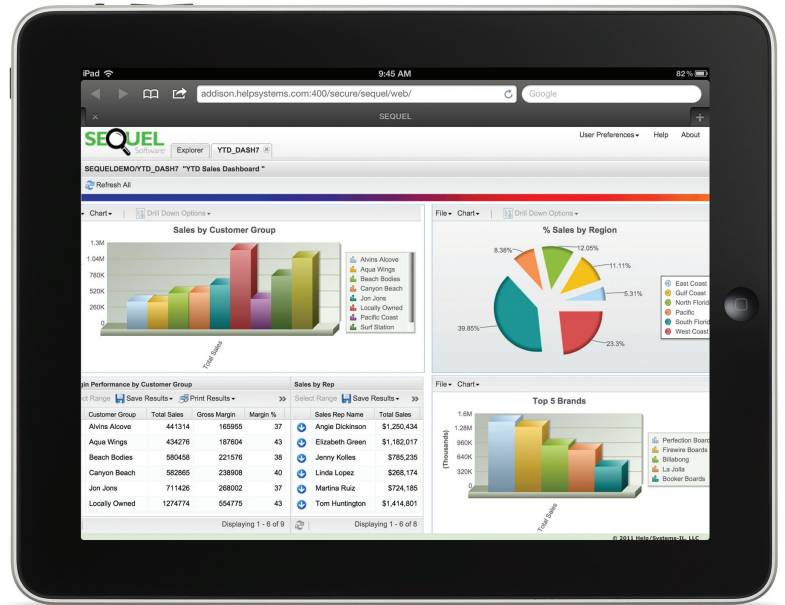 iPad 9:45 AM 82%
addison.helpsystems.com:400/secure/sequel/web/ Google
SEQUEL
SEQUEL Software Explorer YTD_DASH7 User Preferences Help About
SEQUELDEMO/YTD_DASH7 "YTD Sales Dashboard "
Refresh All
Chart Drill Down Options
Sales by Customer Group
1.3M
1.04M
780K
520K
260K
0
Total Sales
Alvins Alcove
Aqua Wings
Beach Bodies
Canyon Beach
Jon Jons
Locally Owned
Pacific Coast
Surf Station
File Chart Drill Down Options
% Sales by Region
8.38%
12.05%
11.11%
5.31%
39.85%
23.3%
East Coast
Gulf Coast
North Florid
Pacific
South Florid
West Coast
gin Performance by Customer Group
ct Range Save Results Print Results »
Customer Group Total Sales Gross Margin Margin %
Alvins Alcove 441314 165955 37
Aqua Wings 434276 187604 43
Beach Bodies 580458 221576 38
Canyon Beach 582865 238908 40
Jon Jons 711426 268002 37
Locally Owned 1274774 554775 43
Displaying 1 - 6 of 9
Sales by Rep
Select Range Save Results »
Sales Rep Name Total Sales
Angie Dickinson $1,250,434
Elizabeth Green $1,182,017
Jenny Kolles $785,235
Linda Lopez $268,174
Martina Ruiz $724,185
Tom Huntington $1,414,801
Displaying 1 - 6 of 8
File Chart
Top 5 Brands
(Thousands)
1.6M
1.28M
960K
640K
320K
0
Total Sales
Perfection Board
Firewire Boards
Billabong
La Jolla
Booker Boards
© 2011 Help/Systems-IL, LLC